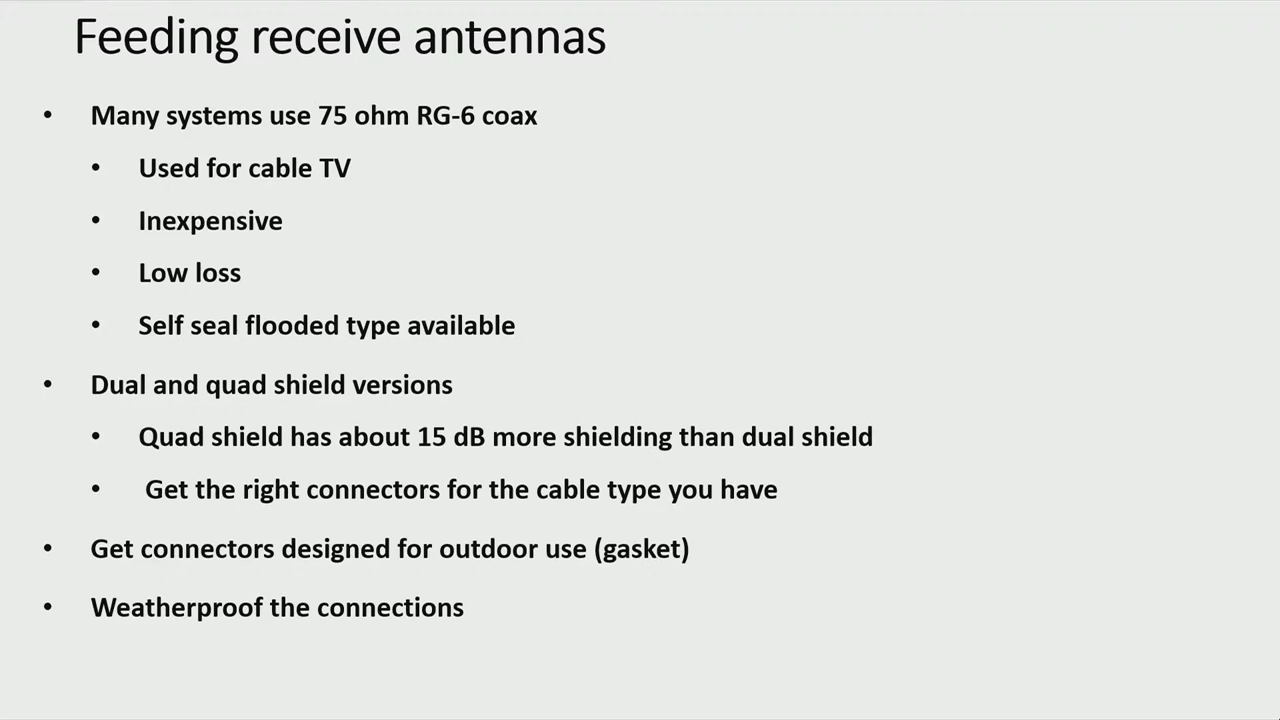 Feeding receive antennas
• Many systems use 75 ohm RG-6 coax
• Used for cable TV
• Inexpensive
• Low loss
• Self seal flooded type available
• Dual and quad shield versions
• Quad shield has about 15 dB more shielding than dual shield
• Get the right connectors for the cable type you have
• Get connectors designed for outdoor use (gasket)
• Weatherproof the connections